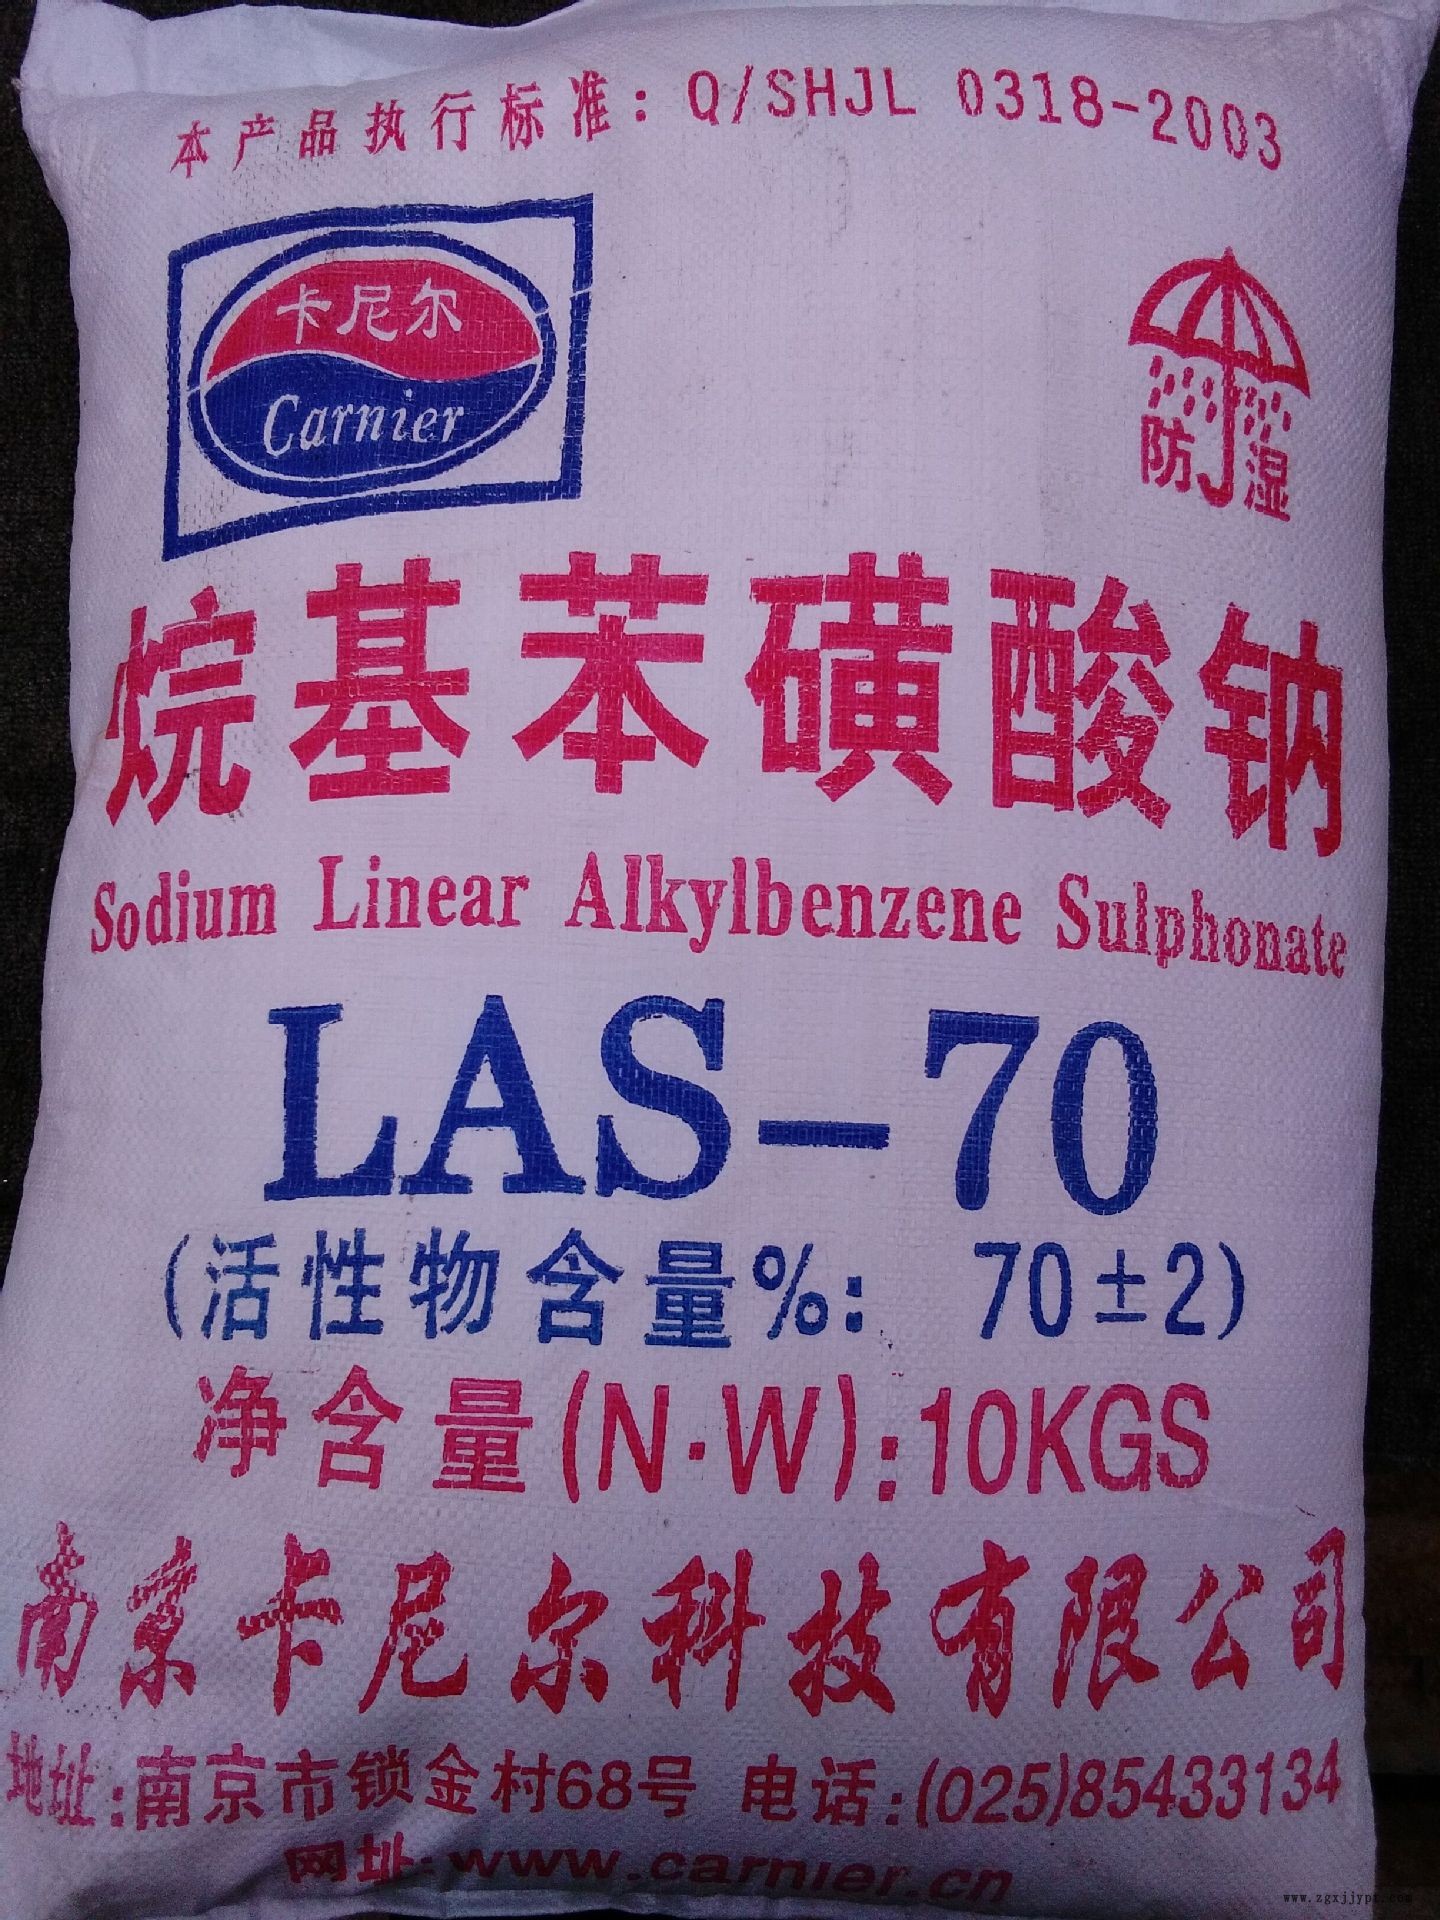 本产品执行标准：Q/SHJL 0318-2003
卡尼尔
Carnier
防湿
烷基苯磺酸钠
Sodium Linear Alkylbenzene Sulphonate
LAS-70
(活性物含量%： 70±2)
净含量(N·W):10KGS
南京卡尼尔科技有限公司
地址:南京市锁金村68号 电话:(025)85433134
网址:www.carnier.cn